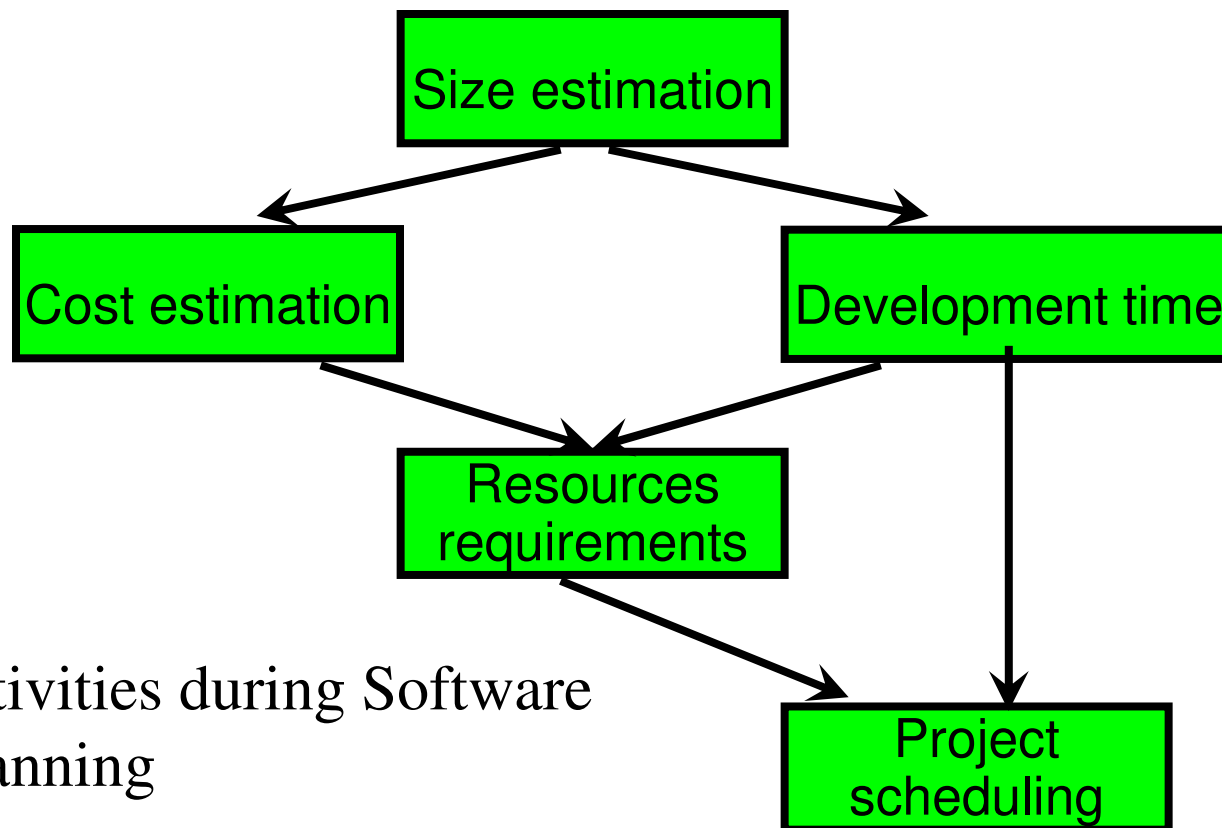 Size estimation
Cost estimation
Development time
Resources
requirements
tivities during Software
anning
Project
scheduling